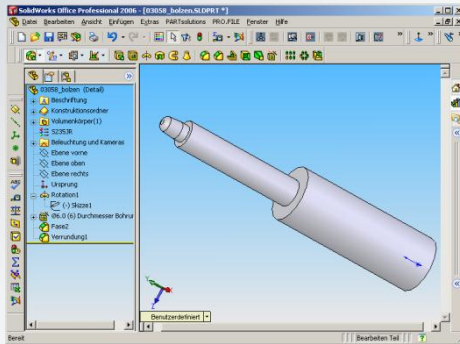 SolidWorks Office Professional 2006 - [03058_bolzen.SLDPRT *]
Datei Bearbeiten Ansicht Einfügen Extras PARTsolutions PRO.FILE Fenster Hilfe
03058_bolzen (Detail)
Beschriftung
Konstruktionsordner
Volumenkörper(1)
S235JR
Beleuchtung und Kameras
Ebene vorne
Ebene oben
Ebene rechts
Ursprung
Rotation1
(-) Skizze1
Ø6.0 (6) Durchmesser Bohru
Fase2
Verrundung1
Benutzerdefiniert
Bereit
Bearbeiten Teil